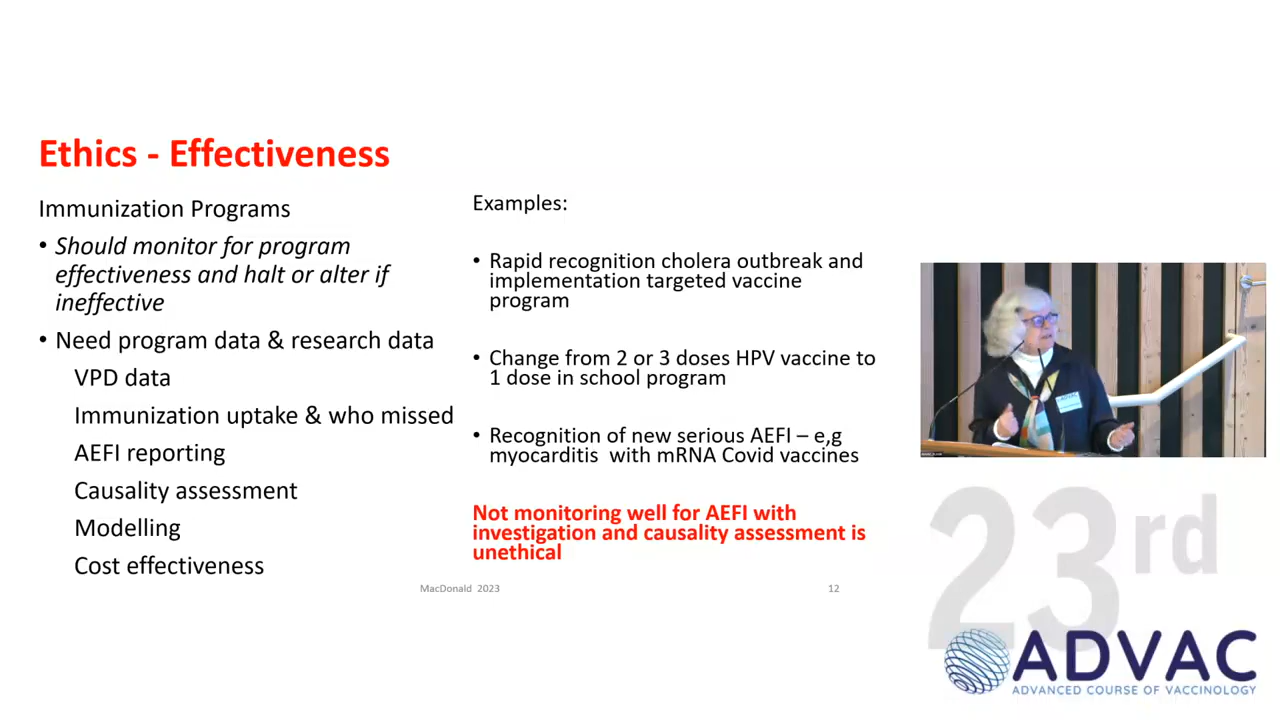 Ethics - Effectiveness
Immunization Programs
• Should monitor for program
effectiveness and halt or alter if
ineffective
• Need program data & research data
VPD data
Immunization uptake & who missed
AEFI reporting
Causality assessment
Modelling
Cost effectiveness
Examples:
• Rapid recognition cholera outbreak and
implementation targeted vaccine
program
• Change from 2 or 3 doses HPV vaccine to
1 dose in school program
• Recognition of new serious AEFI – e,g
myocarditis with mRNA Covid vaccines
Not monitoring well for AEFI with
investigation and causality assessment is
unethical
MacDonald 2023
12
23rd
ADVAC
ADVANCED COURSE OF VACCINOLOGY